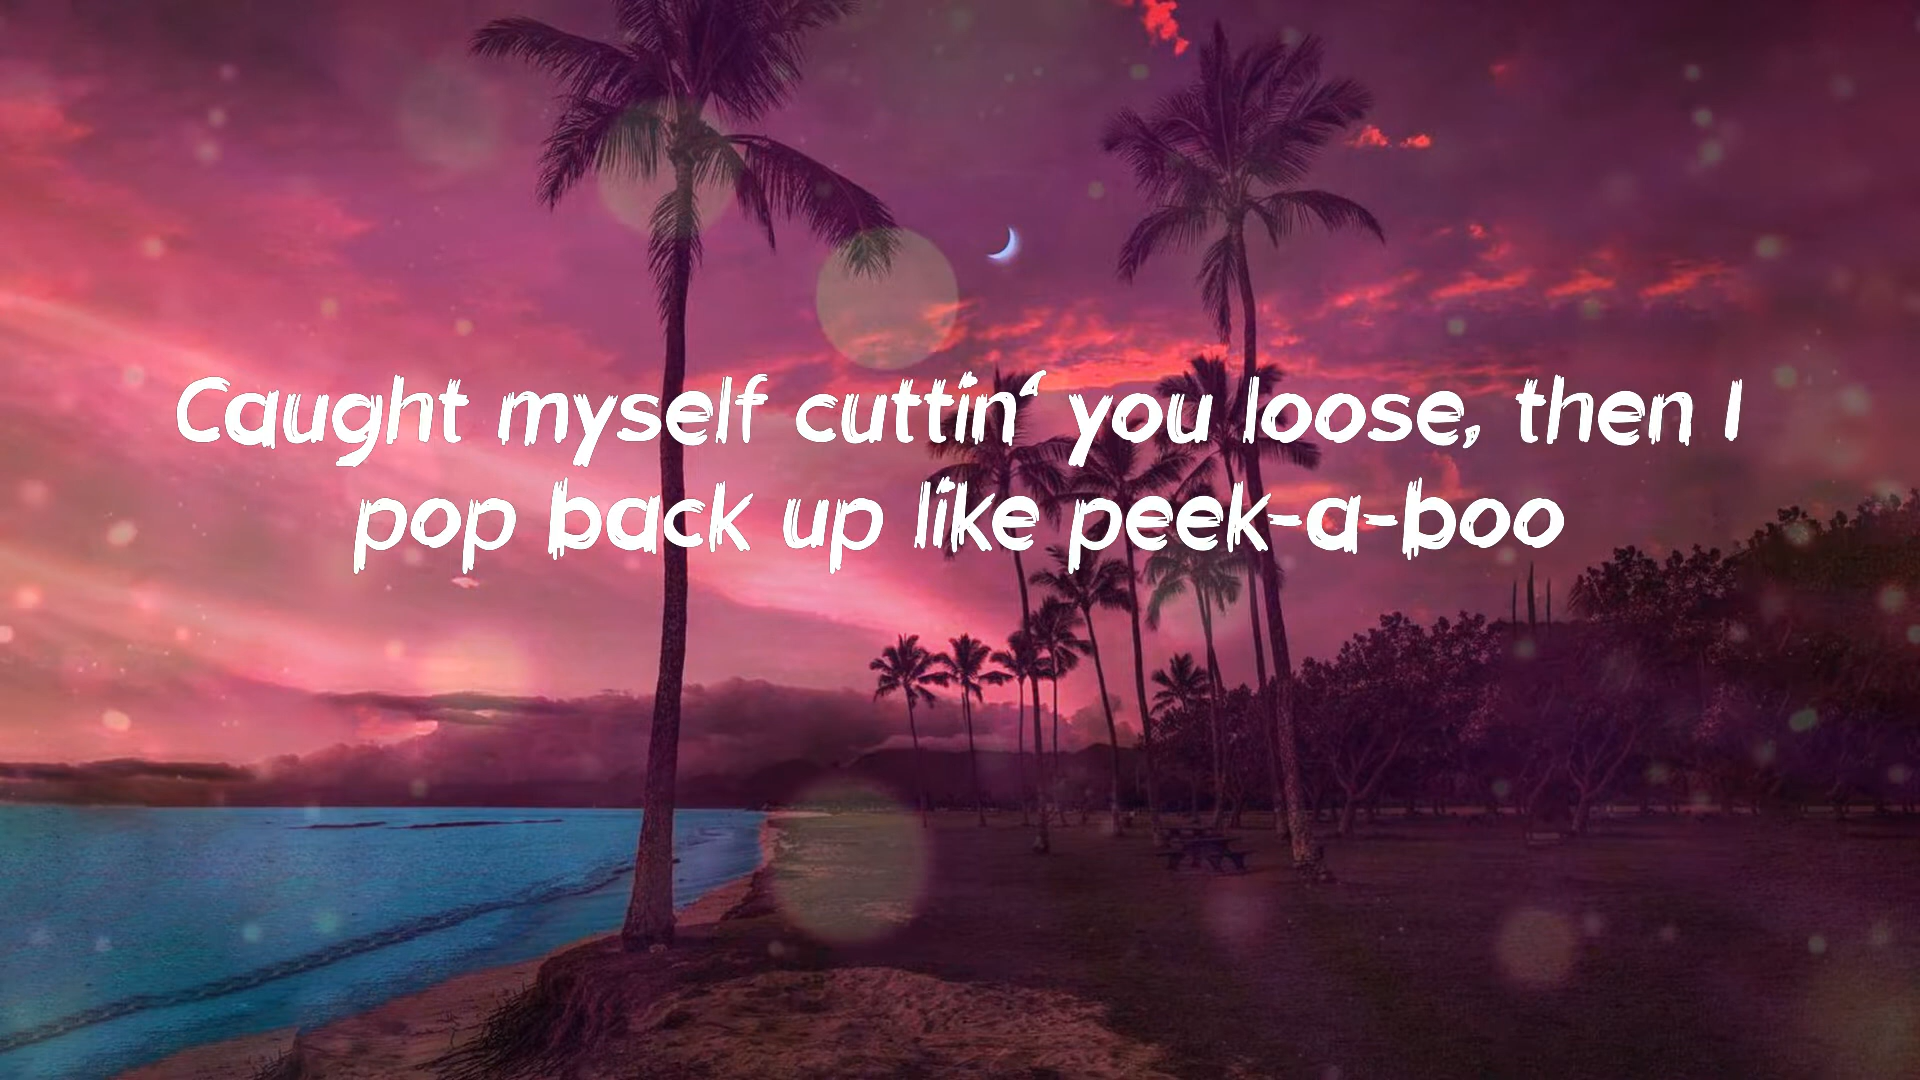 Caught myself cuttin‘ you loose, then I
pop back up like peek-a-boo